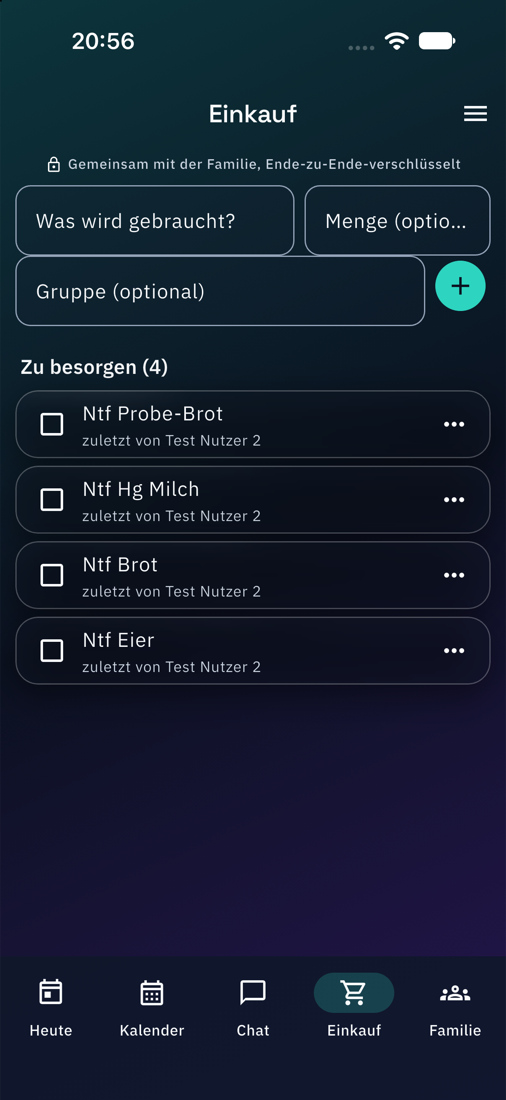 20:56
Einkauf
Gemeinsam mit der Familie, Ende-zu-Ende-verschlüsselt
Was wird gebraucht?
Menge (optio...
Gruppe (optional)
Zu besorgen (4)
Ntf Probe-Brot
zuletzt von Test Nutzer 2
Ntf Hg Milch
zuletzt von Test Nutzer 2
Ntf Brot
zuletzt von Test Nutzer 2
Ntf Eier
zuletzt von Test Nutzer 2
Heute
Kalender
Chat
Einkauf
Familie